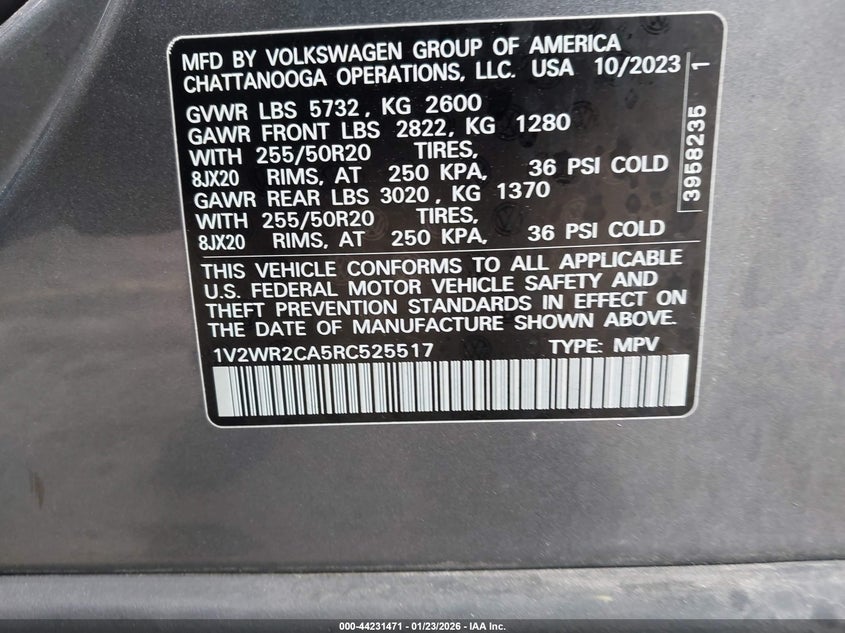 MFD BY VOLKSWAGEN GROUP OF AMERICA
CHATTANOOGA OPERATIONS, LLC. USA 10/2023
GVWR LBS 5732, KG 2600
GAWR FRONT LBS 2822, KG 1280
WITH 255/50R20 TIRES,
8JX20 RIMS, AT 250 KPA, 36 PSI COLD
GAWR REAR LBS 3020, KG 1370
WITH 255/50R20 TIRES,
8JX20 RIMS, AT 250 KPA, 36 PSI COLD
3958235 1
THIS VEHICLE CONFORMS TO ALL APPLICABLE
U.S. FEDERAL MOTOR VEHICLE SAFETY AND
THEFT PREVENTION STANDARDS IN EFFECT ON
THE DATE OF MANUFACTURE SHOWN ABOVE.
1V2WR2CA5RC525517 TYPE: MPV
000-44231471 | 01/23/2026 | © IAA Inc.